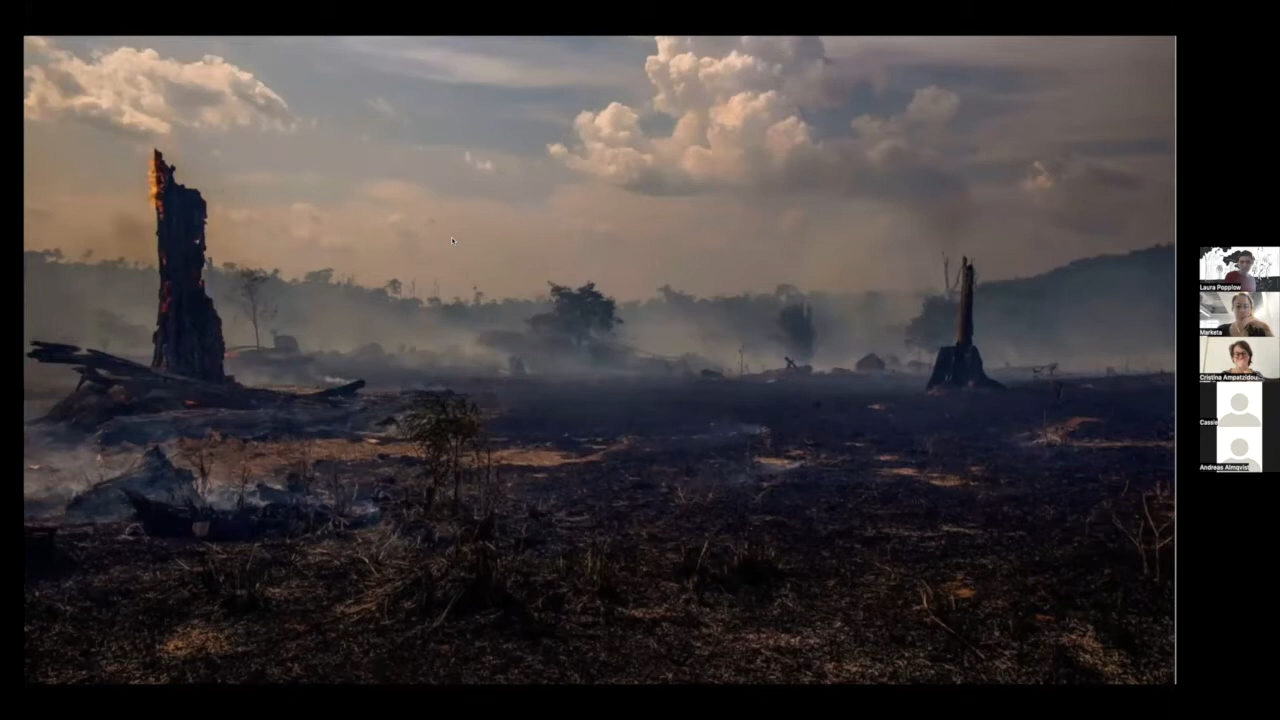 Laura Popplow
Marketa
Cristina Ampatzidou
Cassie
Andreas Almqvist